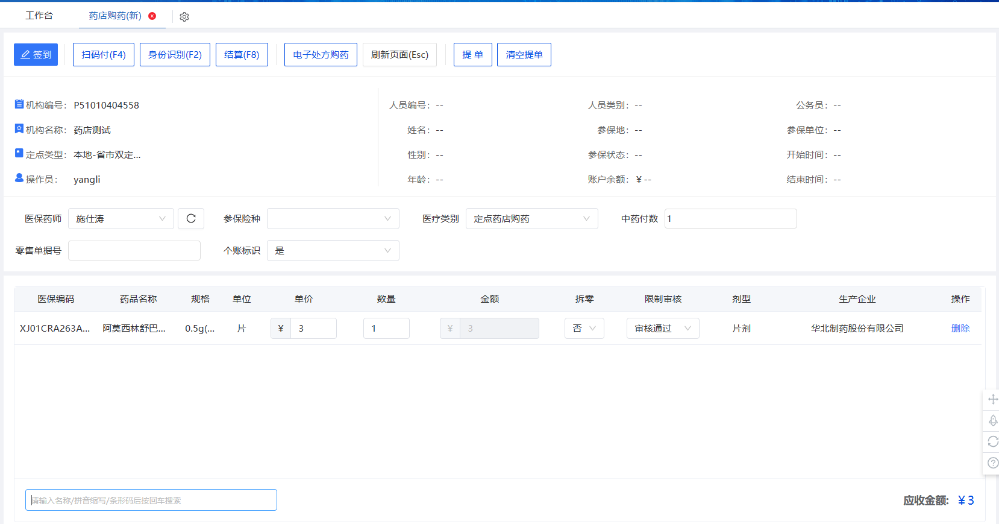 工作台 药店购药(新)
签到 扫码付(F4) 身份识别(F2) 结算(F8) 电子处方购药 刷新页面(Esc) 提 单 清空提单
机构编号： P51010404558 人员编号： -- 人员类别： -- 公务员： --
机构名称： 药店测试 姓名： -- 参保地： -- 参保单位： --
定点类型： 本地-省市双定... 性别： -- 参保状态： -- 开始时间： --
操作员： yangli 年龄： -- 账户余额： ¥ -- 结束时间： --
医保药师 施仕涛 参保险种 医疗类别 定点药店购药 中药付数 1
零售单据号 个账标识 是
医保编码 药品名称 规格 单位 单价 数量 金额 拆零 限制审核 剂型 生产企业 操作
XJ01CRA263A... 阿莫西林舒巴... 0.5g(... 片 ¥ 3 1 ¥ 3 否 审核通过 片剂 华北制药股份有限公司 删除
请输入名称/拼音缩写/条形码后按回车搜索 应收金额: ¥ 3